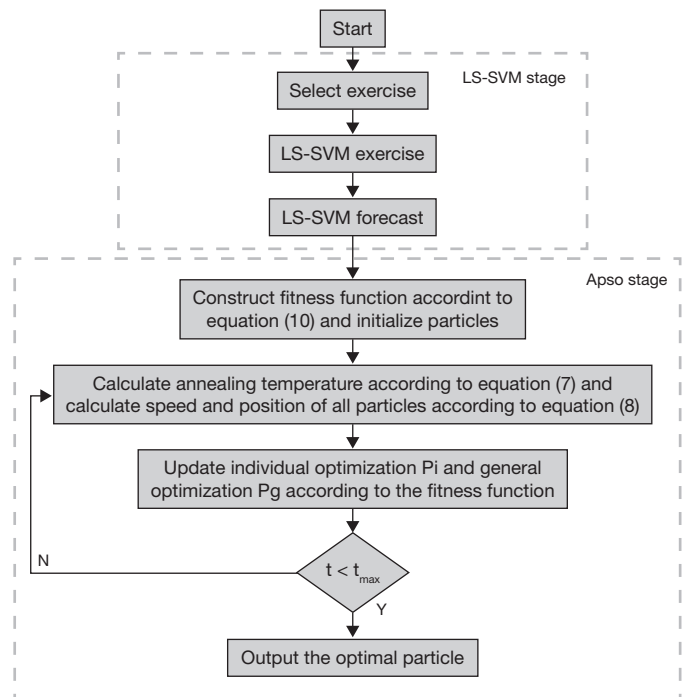 Start
LS-SVM stage
Select exercise
LS-SVM exercise
LS-SVM forecast
Apso stage
Construct fitness function accordint to
equation (10) and initialize particles
Calculate annealing temperature according to equation (7) and
calculate speed and position of all particles according to equation (8)
Update individual optimization Pi and general
optimization Pg according to the fitness function
N
t < tmax
Y
Output the optimal particle